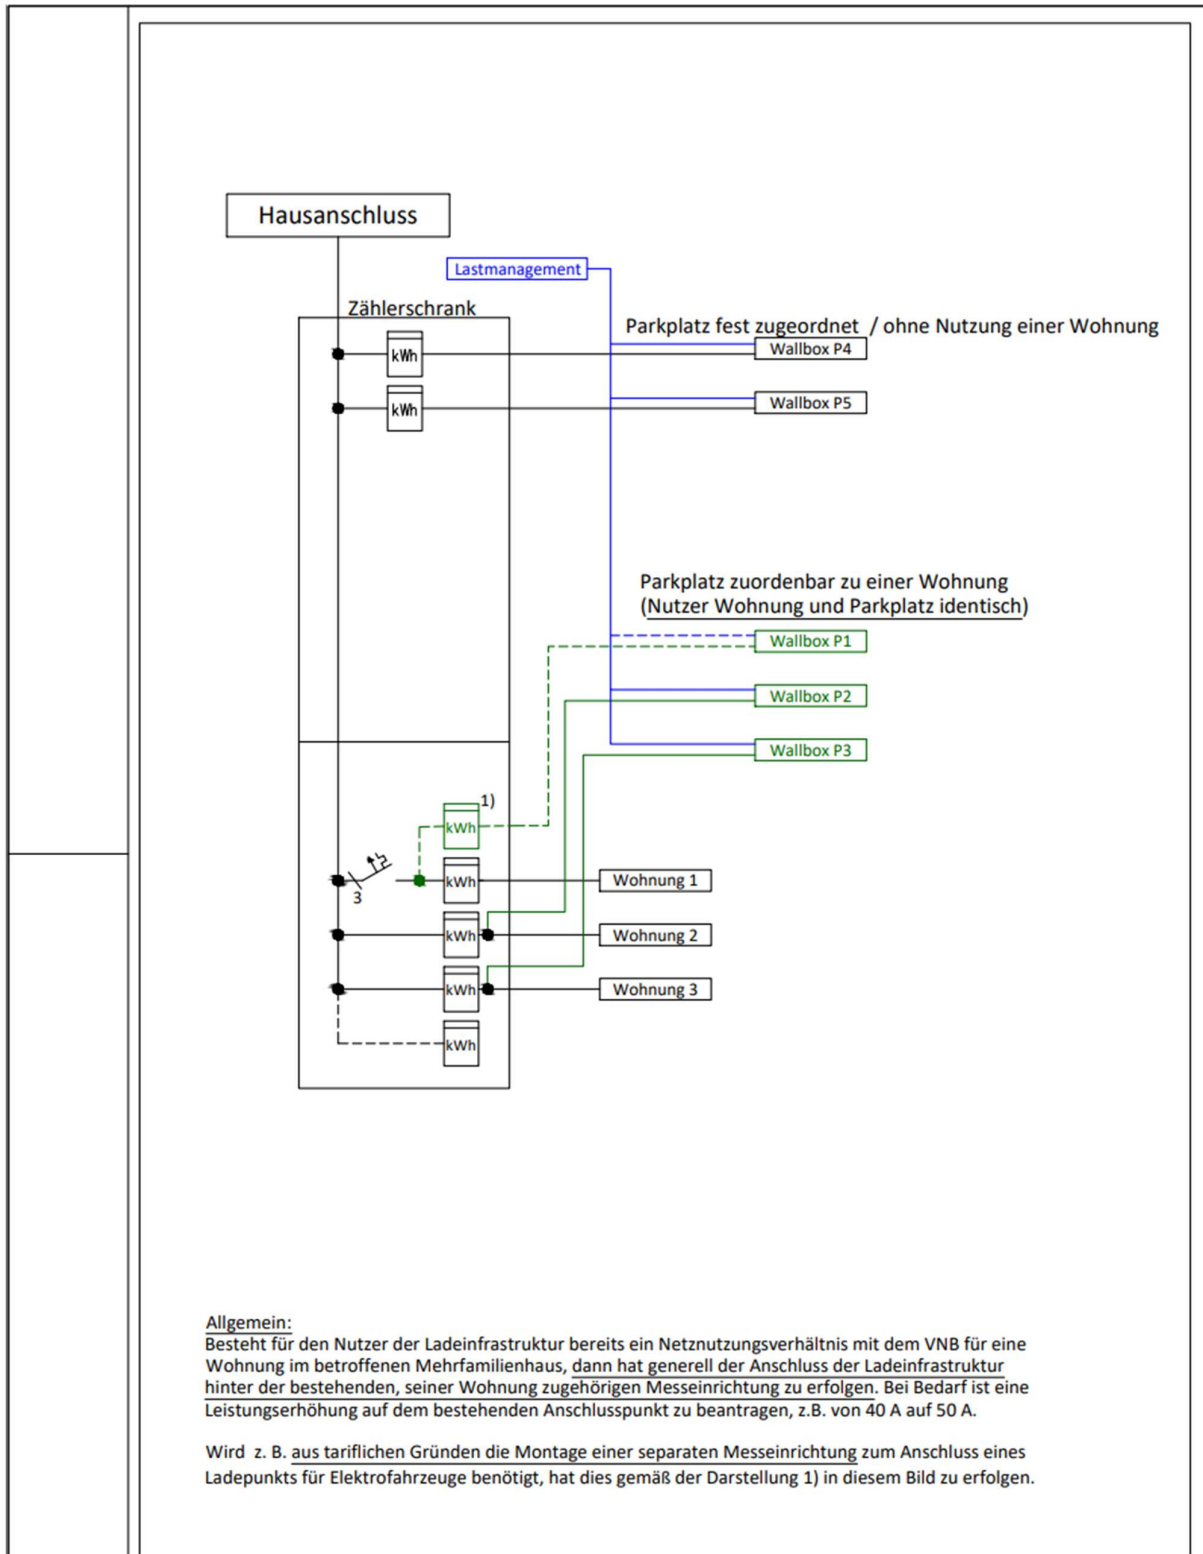 Hausanschluss
Lastmanagement
Zählerschrank
Parkplatz fest zugeordnet / ohne Nutzung einer Wohnung
kWh
Wallbox P4
kWh
Wallbox P5
Parkplatz zuordenbar zu einer Wohnung
(Nutzer Wohnung und Parkplatz identisch)
Wallbox P1
Wallbox P2
Wallbox P3
1)
kWh
3
kWh
Wohnung 1
kWh
Wohnung 2
kWh
Wohnung 3
kWh
Allgemein:
Besteht für den Nutzer der Ladeinfrastruktur bereits ein Netznutzungsverhältnis mit dem VNB für eine
Wohnung im betroffenen Mehrfamilienhaus, dann hat generell der Anschluss der Ladeinfrastruktur
hinter der bestehenden, seiner Wohnung zugehörigen Messeinrichtung zu erfolgen. Bei Bedarf ist eine
Leistungserhöhung auf dem bestehenden Anschlusspunkt zu beantragen, z.B. von 40 A auf 50 A.
Wird z. B. aus tariflichen Gründen die Montage einer separaten Messeinrichtung zum Anschluss eines
Ladepunkts für Elektrofahrzeuge benötigt, hat dies gemäß der Darstellung 1) in diesem Bild zu erfolgen.